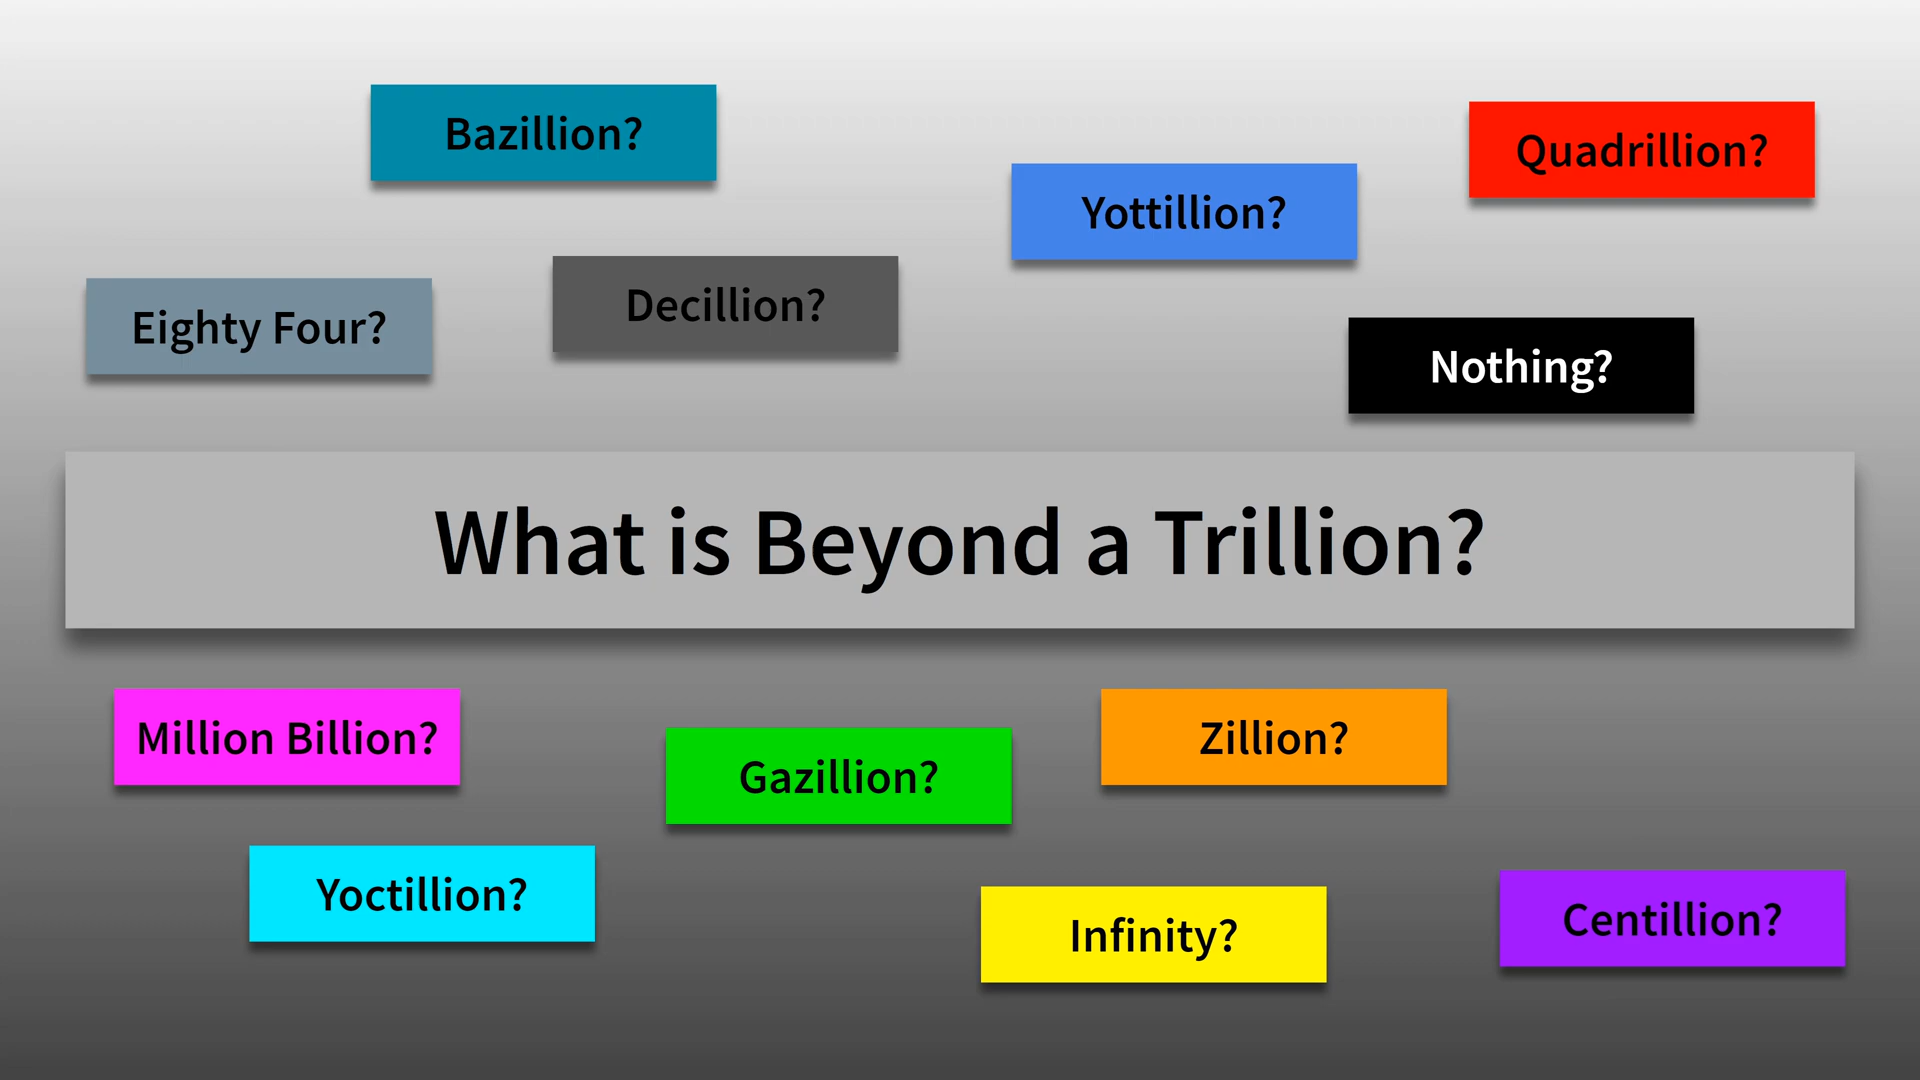 Bazillion?
Quadrillion?
Yottillion?
Decillion?
Eighty Four?
Nothing?
What is Beyond a Trillion?
Million Billion?
Zillion?
Gazillion?
Yoctillion?
Centillion?
Infinity?